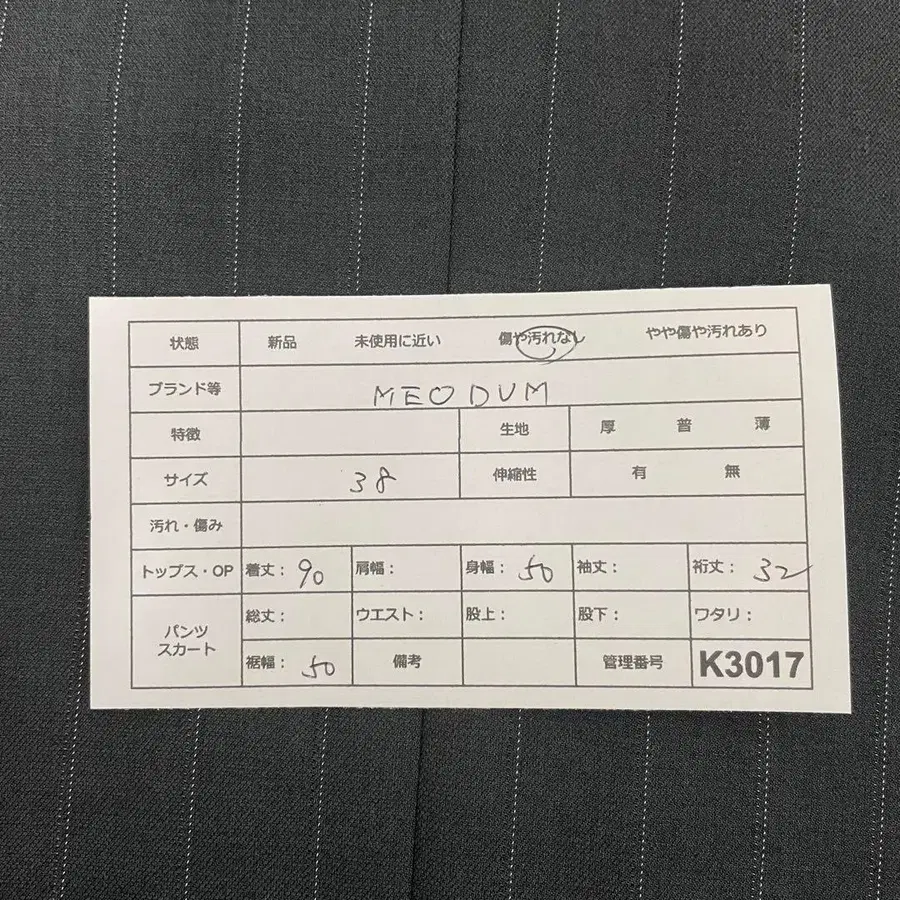 状態 新品 未使用に近い 傷や汚れなし やや傷や汚れあり
ブランド等 MEODUM
特徴 生地 厚 普 薄
サイズ 38 伸縮性 有 無
汚れ・傷み
トップス・OP 着丈: 90 肩幅: 身幅: 50 袖丈: 裄丈: 32
パンツ スカート 総丈: ウエスト: 股上: 股下: ワタリ:
裾幅: 50 備考 管理番号 K3017